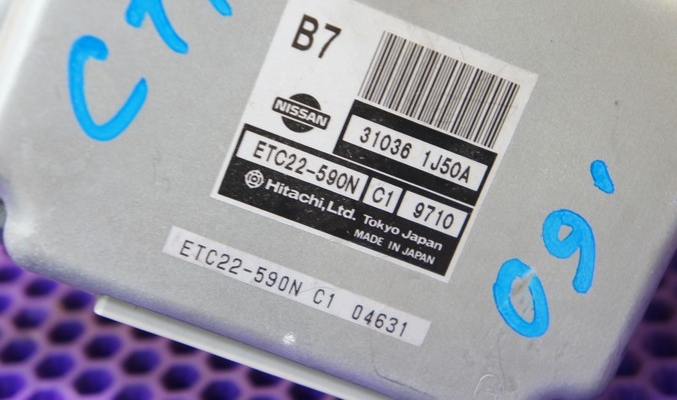 B7
NISSAN
31036 1J50A
ETC22-590N C1 9710
Hitachi,Ltd. Tokyo Japan
MADE IN JAPAN
ETC22-590N C1 04631